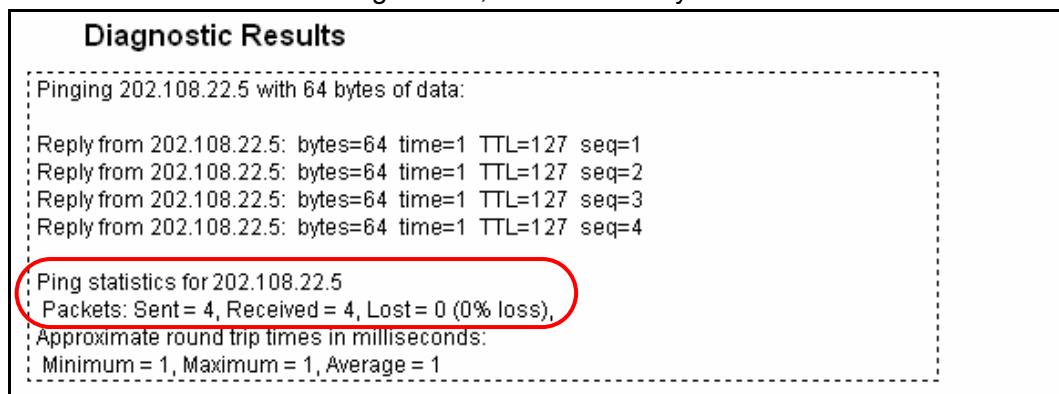 Diagnostic Results
Pinging 202.108.22.5 with 64 bytes of data:
Reply from 202.108.22.5: bytes=64 time=1 TTL=127 seq=1
Reply from 202.108.22.5: bytes=64 time=1 TTL=127 seq=2
Reply from 202.108.22.5: bytes=64 time=1 TTL=127 seq=3
Reply from 202.108.22.5: bytes=64 time=1 TTL=127 seq=4
Ping statistics for 202.108.22.5
Packets: Sent = 4, Received = 4, Lost = 0 (0% loss),
Approximate round trip times in milliseconds:
Minimum = 1, Maximum = 1, Average = 1